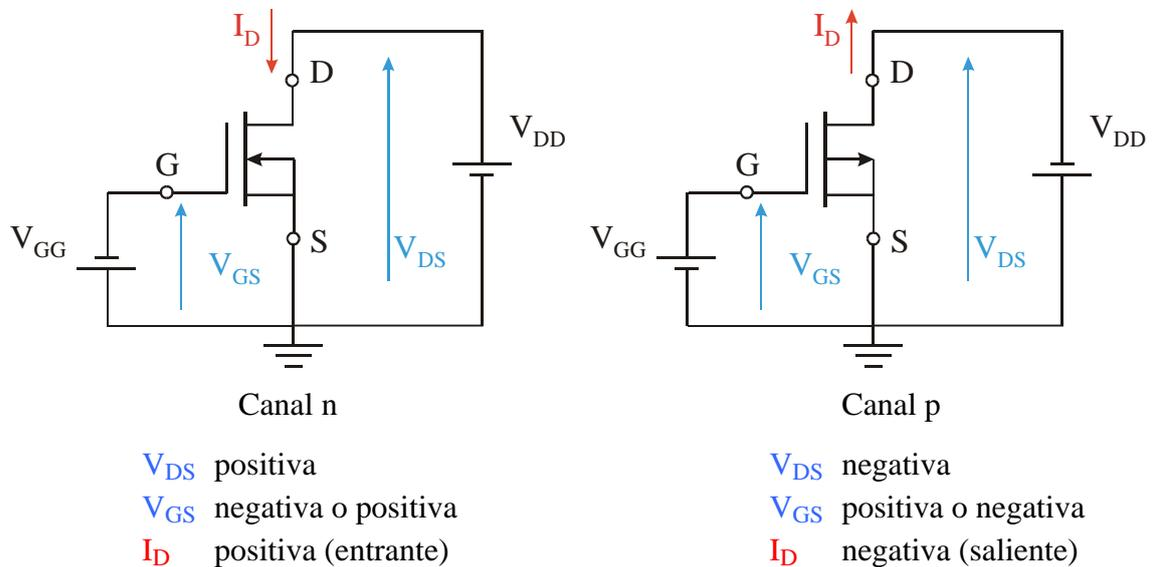 I_D
D
V_DD
G
V_GG
S
V_GS
V_DS
Canal n
V_DS positiva
V_GS negativa o positiva
I_D positiva (entrante)
I_D
D
V_DD
G
V_GG
S
V_GS
V_DS
Canal p
V_DS negativa
V_GS positiva o negativa
I_D negativa (saliente)